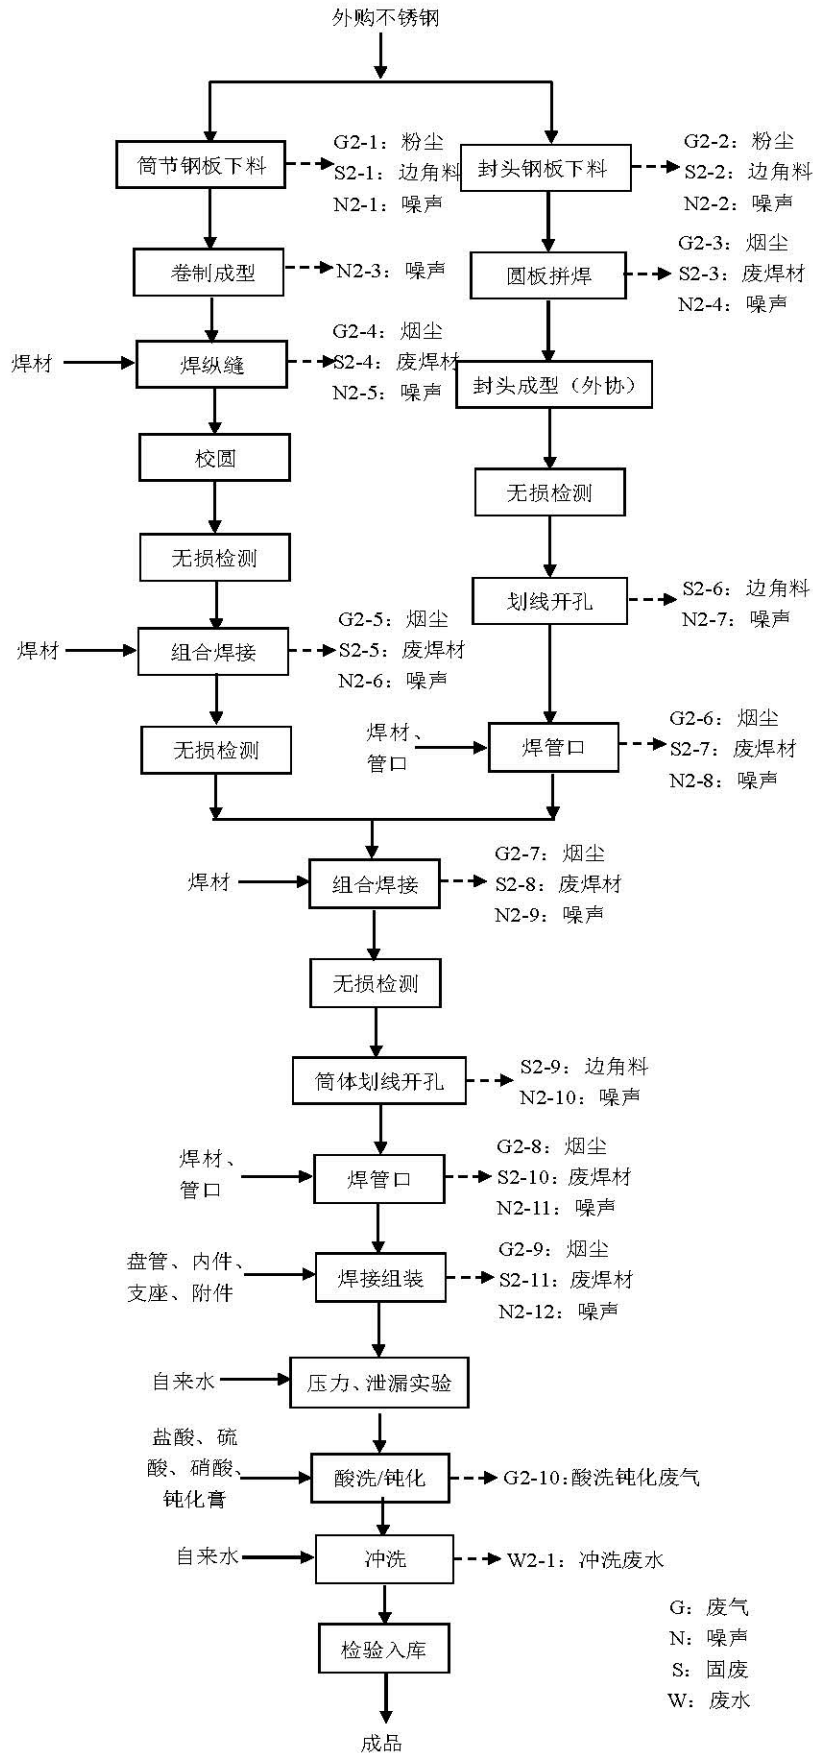 外购不锈钢
筒节钢板下料
G2-1：粉尘
S2-1：边角料
N2-1：噪声
封头钢板下料
G2-2：粉尘
S2-2：边角料
N2-2：噪声
卷制成型
N2-3：噪声
圆板拼焊
G2-3：烟尘
S2-3：废焊材
N2-4：噪声
焊材
焊纵缝
G2-4：烟尘
S2-4：废焊材
N2-5：噪声
封头成型（外协）
校圆
无损检测
无损检测
划线开孔
S2-6：边角料
N2-7：噪声
焊材
组合焊接
G2-5：烟尘
S2-5：废焊材
N2-6：噪声
无损检测
焊材、
管口
焊管口
G2-6：烟尘
S2-7：废焊材
N2-8：噪声
焊材
组合焊接
G2-7：烟尘
S2-8：废焊材
N2-9：噪声
无损检测
筒体划线开孔
S2-9：边角料
N2-10：噪声
焊材、
管口
焊管口
G2-8：烟尘
S2-10：废焊材
N2-11：噪声
盘管、内件、
支座、附件
焊接组装
G2-9：烟尘
S2-11：废焊材
N2-12：噪声
自来水
压力、泄漏实验
盐酸、硫
酸、硝酸、
钝化膏
酸洗/钝化
G2-10：酸洗钝化废气
自来水
冲洗
W2-1：冲洗废水
检验入库
成品
G：废气
N：噪声
S：固废
W：废水